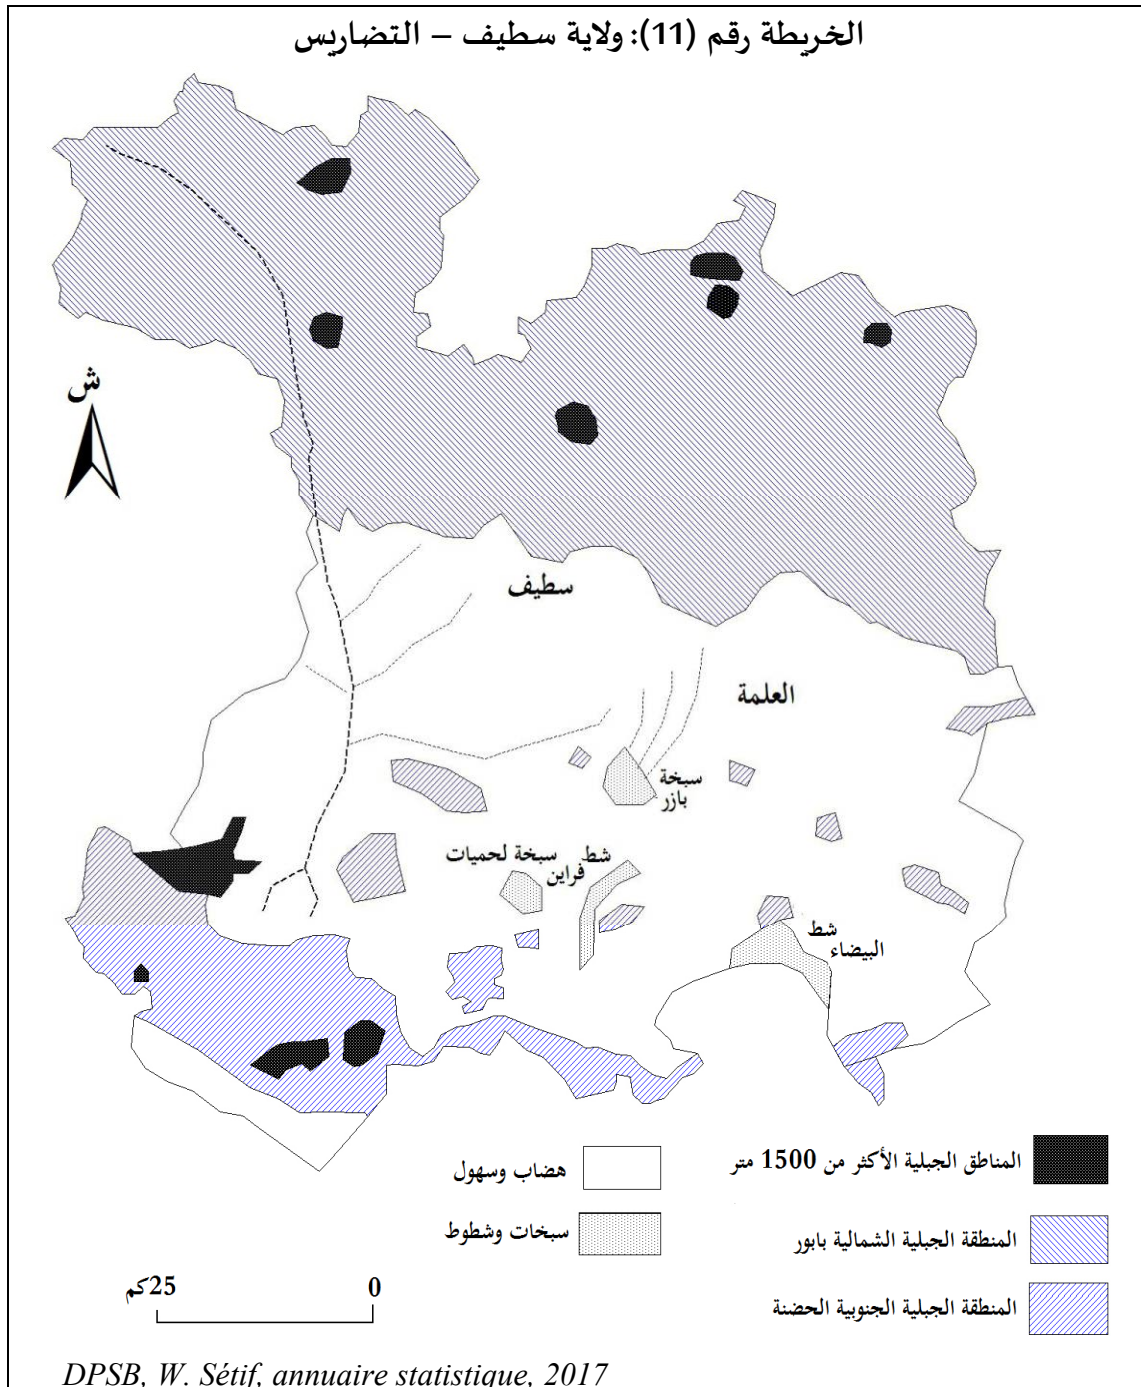 الخريطة رقم (11): ولاية سطيف – التضاريس
ش
سطيف
العلمة
سبخة
بازر
سبخة لحميات
شط
فراين
شط
البيضاء
المناطق الجبلية الأكثر من 1500 متر
المنطقة الجبلية الشمالية بابور
المنطقة الجبلية الجنوبية الحضنة
هضاب وسهول
سبخات وشطوط
0
25كم
DPSB, W. Sétif, annuaire statistique, 2017